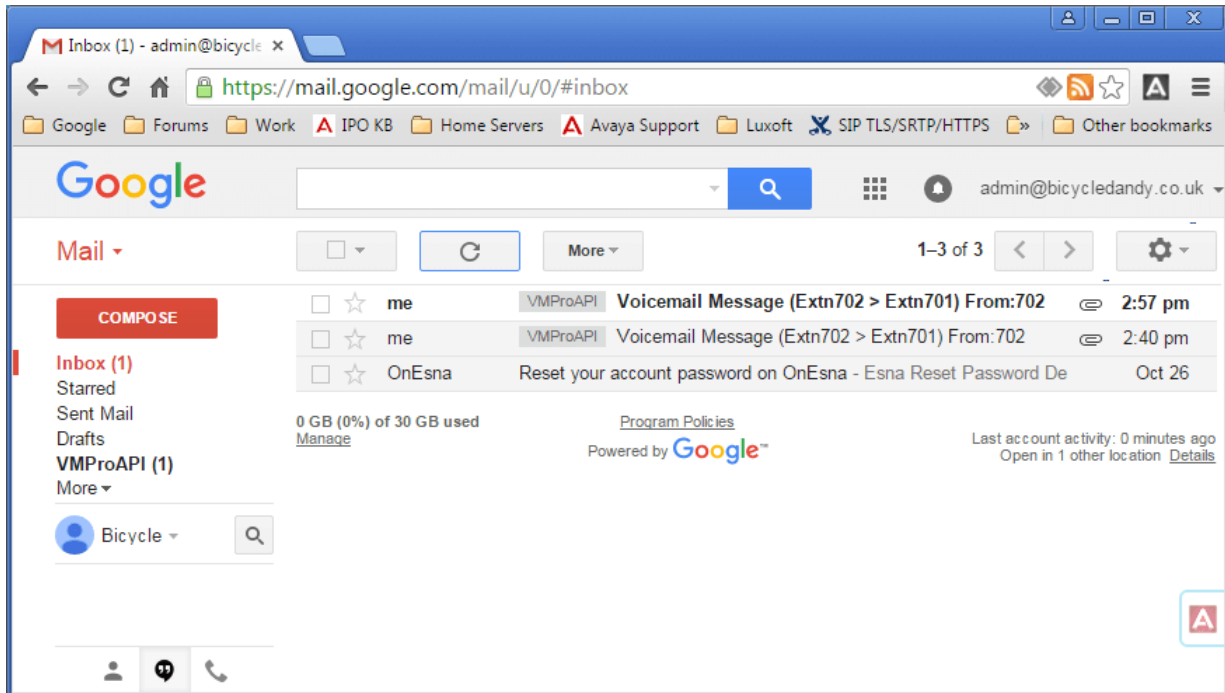 Inbox (1) - admin@bicycle
https://mail.google.com/mail/u/0/#inbox
Google Forums Work IPO KB Home Servers Avaya Support Luxoft SIP TLS/SRTP/HTTPS » Other bookmarks
Google admin@bicycledandy.co.uk
Mail More 1–3 of 3
COMPOSE
Inbox (1)
Starred
Sent Mail
Drafts
VMProAPI (1)
More
Bicycle
me VMProAPI Voicemail Message (Extn702 > Extn701) From:702 2:57 pm
me VMProAPI Voicemail Message (Extn702 > Extn701) From:702 2:40 pm
OnEsna Reset your account password on OnEsna - Esna Reset Password De Oct 26
0 GB (0%) of 30 GB used
Manage
Program Policies
Powered by Google™
Last account activity: 0 minutes ago
Open in 1 other location Details